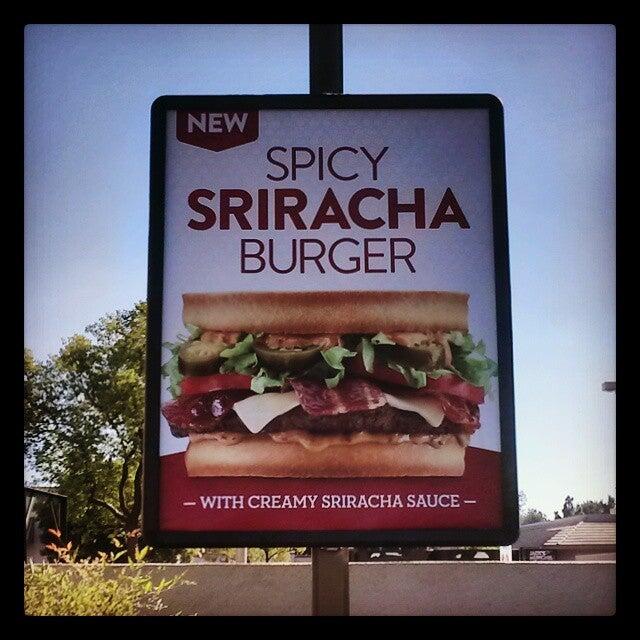 NEW
SPICY
SRIRACHA
BURGER
— WITH CREAMY SRIRACHA SAUCE —